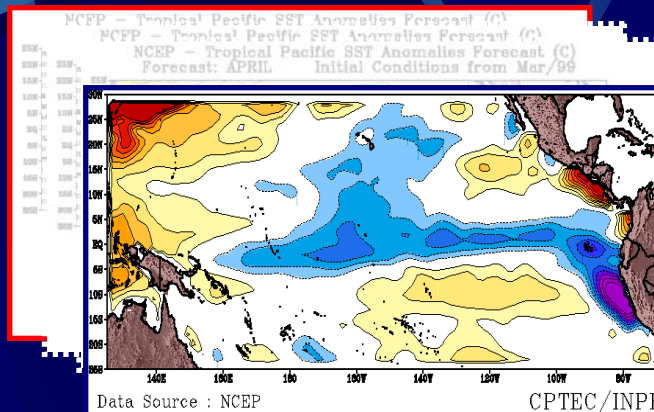 NCEP - Tropical Pacific SST Anomalies Forecast (C)
NCEP - Tropical Pacific SST Anomalies Forecast (C)
NCEP - Tropical Pacific SST Anomalies Forecast (C)
Forecast: APRIL Initial Conditions from Mar/99
30N
25N
20N
15N
10N
5N
EQ
5S
10S
15S
20S
25S
140E
160E
180
160W
140W
120W
100W
80W
Data Source : NCEP
CPTEC/INPE